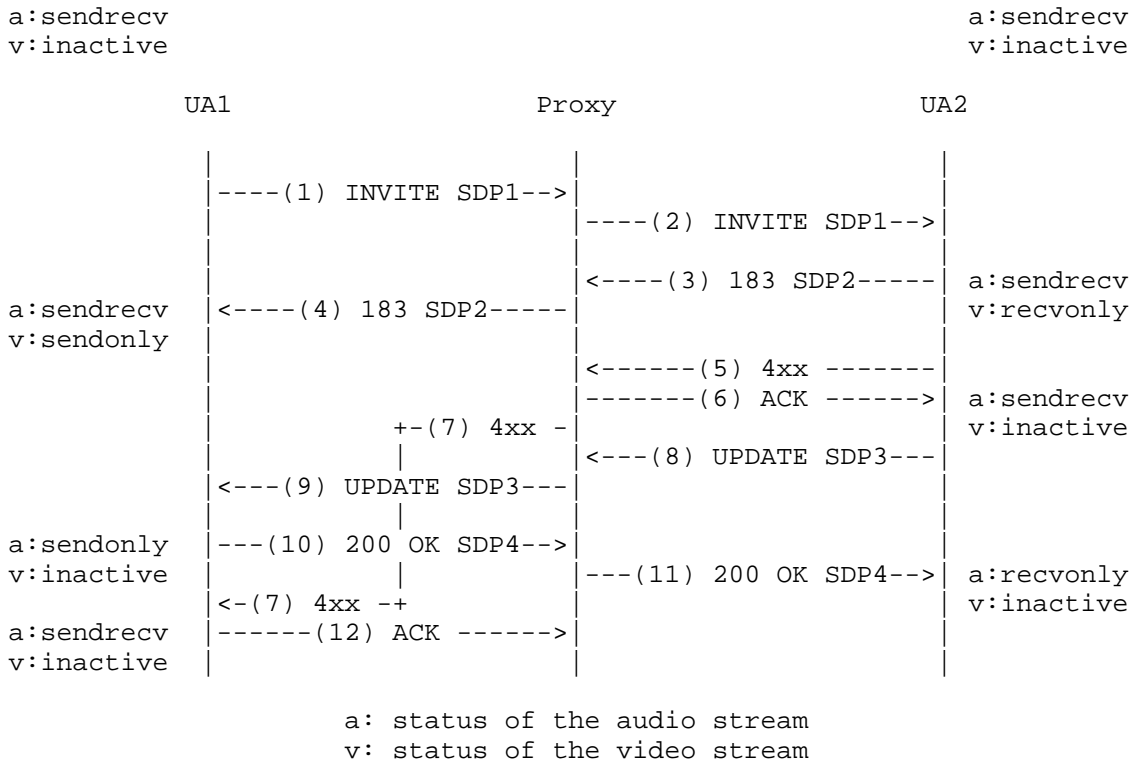 a:sendrecv                                                a:sendrecv
v:inactive                                                v:inactive
UA1                    Proxy                    UA2
----(1) INVITE SDP1-->
----(2) INVITE SDP1-->
<----(3) 183 SDP2----- a:sendrecv
a:sendrecv <----(4) 183 SDP2----- v:recvonly
v:sendonly
<------(5) 4xx -------
-------(6) ACK ------> a:sendrecv
+-(7) 4xx - v:inactive
<---(8) UPDATE SDP3---
<---(9) UPDATE SDP3---
a:sendonly ---(10) 200 OK SDP4-->
v:inactive ---(11) 200 OK SDP4--> a:recvonly
<-(7) 4xx -+ v:inactive
a:sendrecv ------(12) ACK ------>
v:inactive
a: status of the audio stream
v: status of the video stream